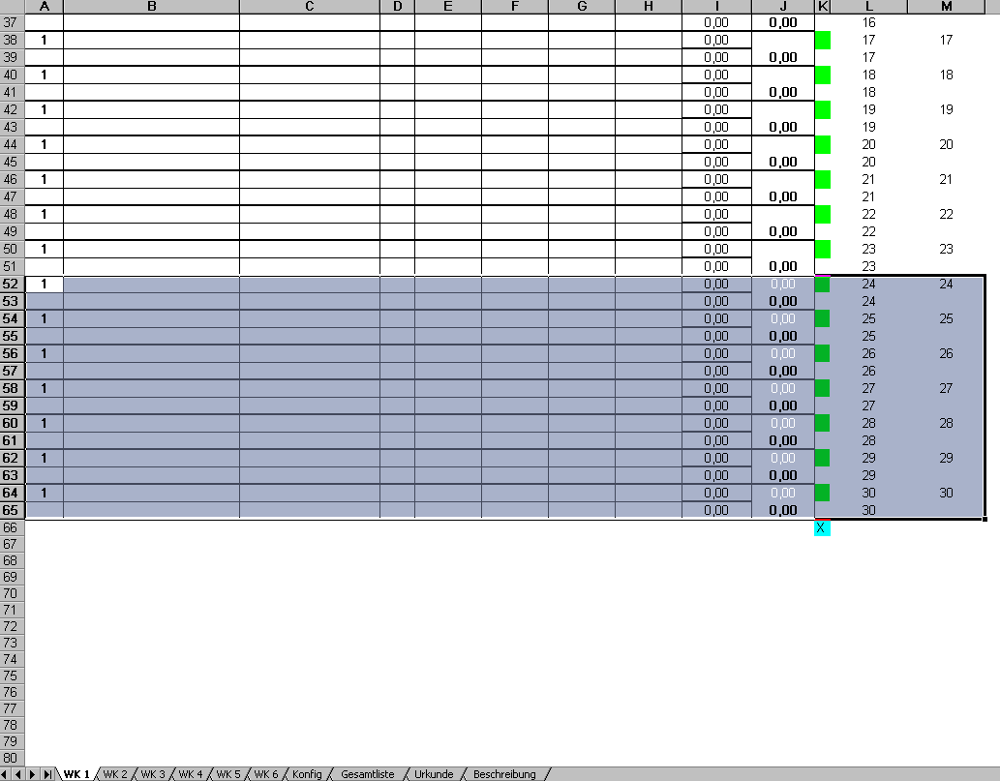 A B C D E F G H I J K L M
37 0,00 0,00 16
38 1 0,00 17 17
39 0,00 0,00 17
40 1 0,00 18 18
41 0,00 0,00 18
42 1 0,00 19 19
43 0,00 0,00 19
44 1 0,00 20 20
45 0,00 0,00 20
46 1 0,00 21 21
47 0,00 0,00 21
48 1 0,00 22 22
49 0,00 0,00 22
50 1 0,00 23 23
51 0,00 0,00 23
52 1 0,00 0,00 24 24
53 0,00 0,00 24
54 1 0,00 0,00 25 25
55 0,00 0,00 25
56 1 0,00 0,00 26 26
57 0,00 0,00 26
58 1 0,00 0,00 27 27
59 0,00 0,00 27
60 1 0,00 0,00 28 28
61 0,00 0,00 28
62 1 0,00 0,00 29 29
63 0,00 0,00 29
64 1 0,00 0,00 30 30
65 0,00 0,00 30
66 X
67
68
69
70
71
72
73
74
75
76
77
78
79
80
WK 1 WK 2 WK 3 WK 4 WK 5 WK 6 Konfig Gesamtliste Urkunde Beschreibung